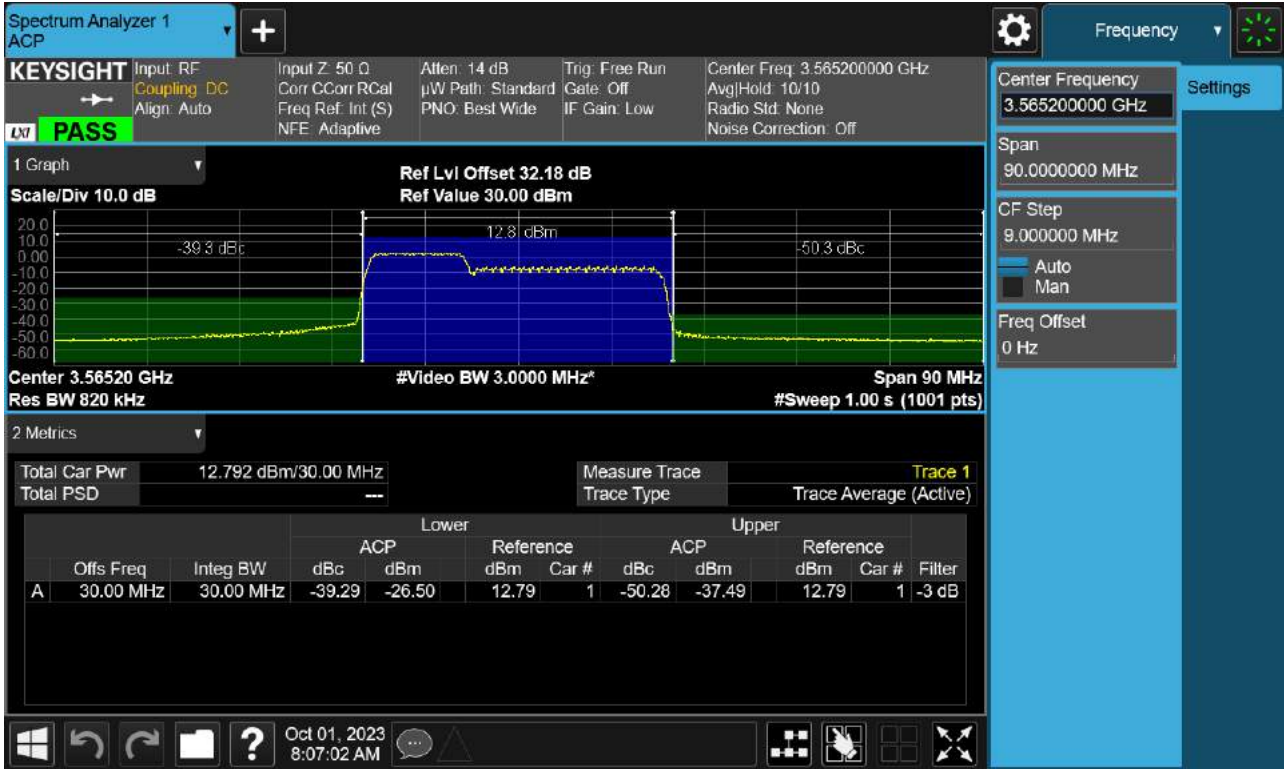 Spectrum Analyzer 1
ACP
Frequency
KEYSIGHT
Input: RF
Coupling: DC
Align: Auto
Input Z: 50 Ω
Corr CCorr RCal
Freq Ref: Int (S)
NFE: Adaptive
Atten: 14 dB
µW Path: Standard
PNO: Best Wide
Trig: Free Run
Gate: Off
IF Gain: Low
Center Freq: 3.565200000 GHz
Avg|Hold: 10/10
Radio Std: None
Noise Correction: Off
LXI
PASS
Center Frequency
3.565200000 GHz
Settings
Span
90.0000000 MHz
CF Step
9.000000 MHz
Auto
Man
Freq Offset
0 Hz
1 Graph
Ref Lvl Offset 32.18 dB
Scale/Div 10.0 dB
Ref Value 30.00 dBm
20.0
10.0
0.00
-10.0
-20.0
-30.0
-40.0
-50.0
-60.0
-39.3 dBc
12.8 dBm
-50.3 dBc
Center 3.56520 GHz
#Video BW 3.0000 MHz*
Span 90 MHz
Res BW 820 kHz
#Sweep 1.00 s (1001 pts)
2 Metrics
Total Car Pwr 12.792 dBm/30.00 MHz
Total PSD ---
Measure Trace Trace 1
Trace Type Trace Average (Active)
Lower Upper
ACP Reference ACP Reference
Offs Freq Integ BW dBc dBm dBm Car # dBc dBm dBm Car # Filter
A 30.00 MHz 30.00 MHz -39.29 -26.50 12.79 1 -50.28 -37.49 12.79 1 -3 dB
?
Oct 01, 2023
8:07:02 AM